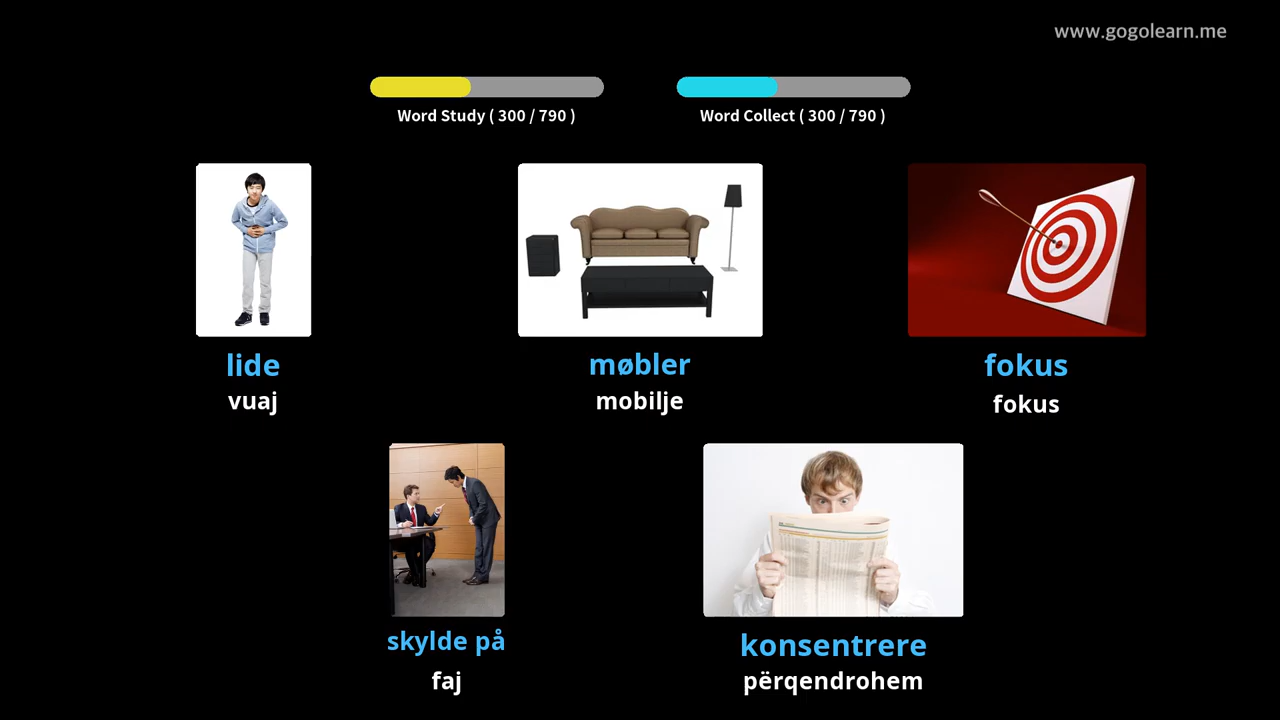 www.gogolearn.me
Word Study ( 300 / 790 )
Word Collect ( 300 / 790 )
lide
vuaj
møbler
mobilje
fokus
fokus
skylde på
faj
konsentrere
përqendrohem